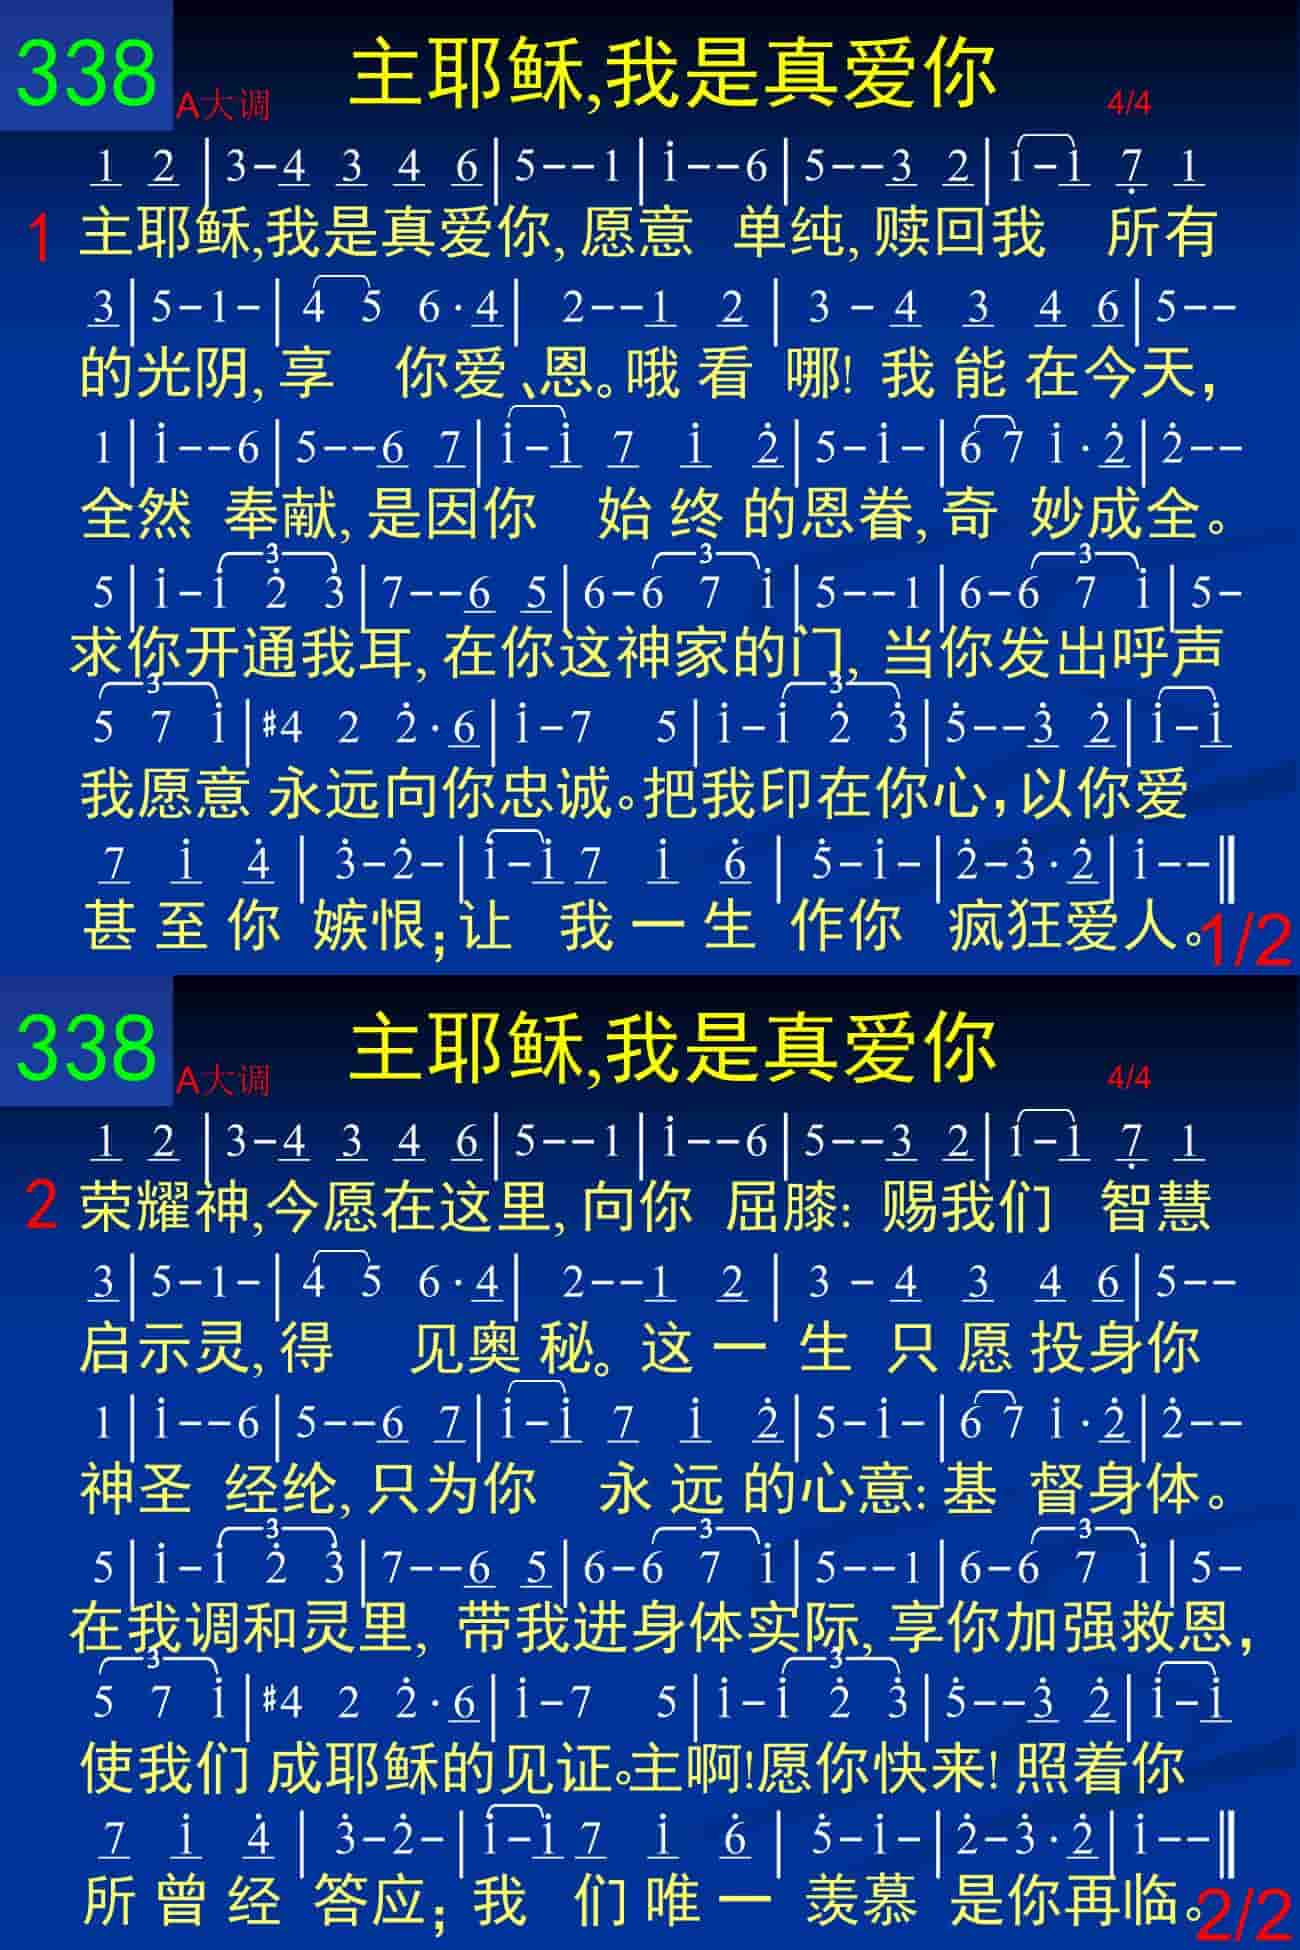 338
主耶稣,我是真爱你
A大调
4/4
1 2 | 3-4 3 4 6 | 5--1 | i--6 | 5--3 2 | 1-1 7 1
1 主耶稣,我是真爱你, 愿意 单纯, 赎回我 所有
3 | 5-1- | 4 5 6·4 | 2--1 2 | 3-4 3 4 6 | 5--
的光阴, 享 你爱、恩。哦看 哪! 我能在今天,
1 | i--6 | 5--6 7 | i-i 7 i 2̇ | 5-i- | 6 7 i·2̇ | 2̇--
全然 奉献, 是因你 始终的恩眷, 奇 妙成全。
5 | i-i 2̇ 3̇ | 7--6 5 | 6-6 7 i | 5--1 | 6-6 7 i | 5-
求你开通我耳, 在你这神家的门, 当你发出呼声
5 7 i | #4 2 2̇·6 | i-7 5 | i-i 2̇ 3̇ | 5̇--3̇ 2̇ | i-i
我愿意 永远向你忠诚。把我印在你心,以你爱
7 i 4̇ | 3̇-2̇- | i-i 7 i 6̇ | 5̇-i- | 2̇-3̇·2̇ | i--‖
甚至你 嫉恨;让 我一生 作你 疯狂爱人。
1/2
338
主耶稣,我是真爱你
A大调
4/4
1 2 | 3-4 3 4 6 | 5--1 | i--6 | 5--3 2 | 1-1 7 1
2 荣耀神,今愿在这里, 向你 屈膝: 赐我们 智慧
3 | 5-1- | 4 5 6·4 | 2--1 2 | 3-4 3 4 6 | 5--
启示灵, 得 见奥秘。这一生只愿投身你
1 | i--6 | 5--6 7 | i-i 7 i 2̇ | 5-i- | 6 7 i·2̇ | 2̇--
神圣 经纶, 只为你 永远的心意: 基 督身体。
5 | i-i 2̇ 3̇ | 7--6 5 | 6-6 7 i | 5--1 | 6-6 7 i | 5-
在我调和灵里, 带我进身体实际, 享你加强救恩,
5 7 i | #4 2 2̇·6 | i-7 5 | i-i 2̇ 3̇ | 5̇--3̇ 2̇ | i-i
使我们 成耶稣的见证。主啊!愿你快来! 照着你
7 i 4̇ | 3̇-2̇- | i-i 7 i 6̇ | 5̇-i- | 2̇-3̇·2̇ | i--‖
所曾经 答应; 我 们唯一 羡慕 是你再临。
2/2